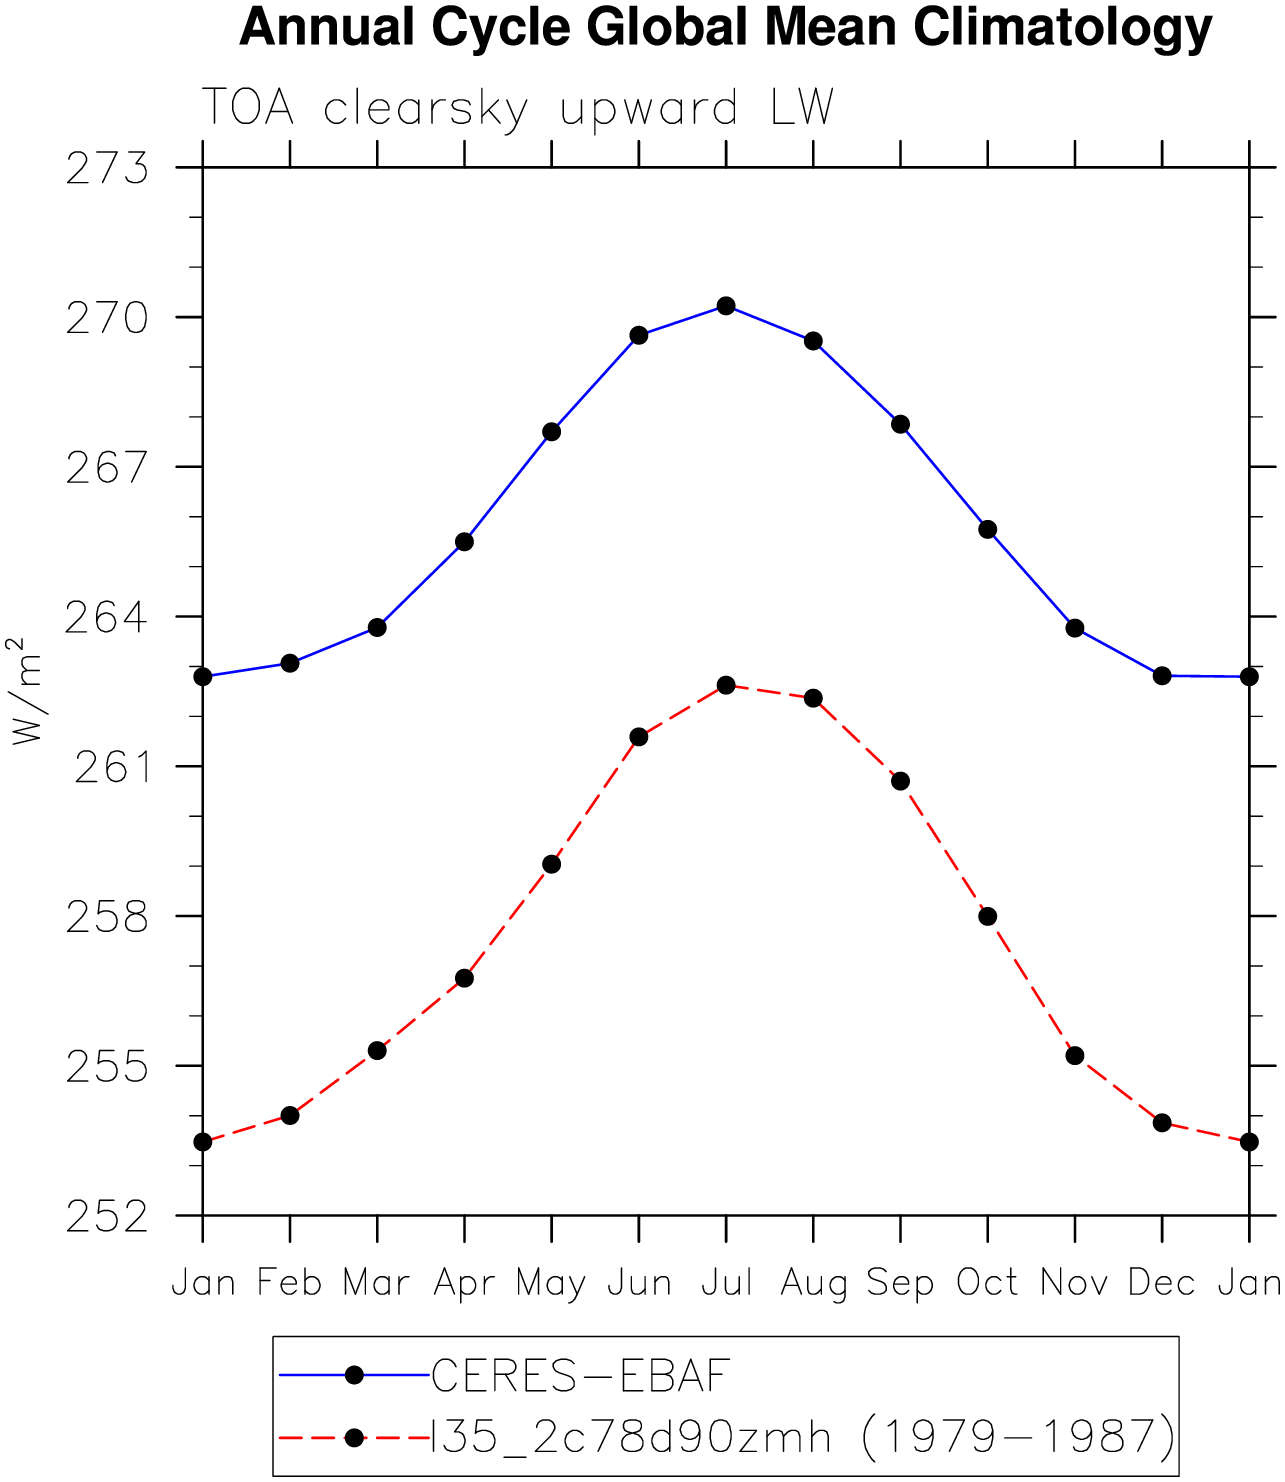 Annual Cycle Global Mean Climatology
TOA clearsky upward LW
273
270
267
264
261
258
255
252
W/m²
Jan Feb Mar Apr May Jun Jul Aug Sep Oct Nov Dec Jan
CERES-EBAF
l35_2c78d90zmh (1979-1987)